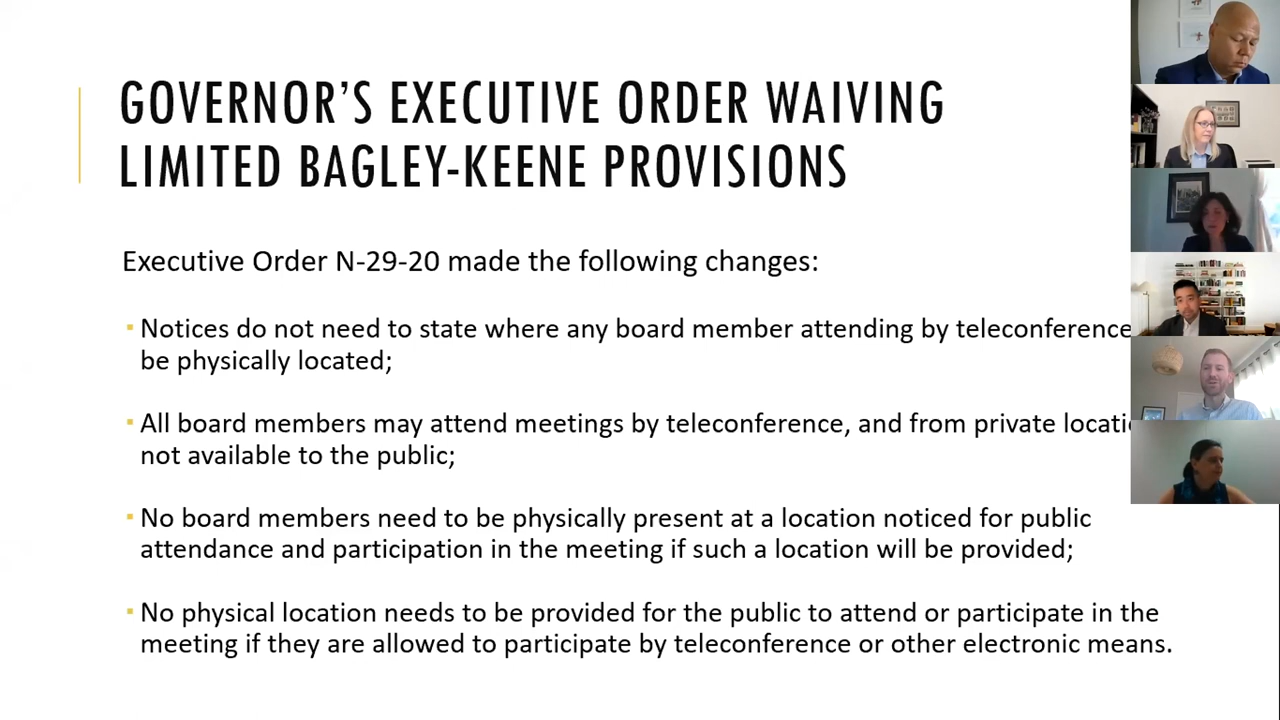 GOVERNOR'S EXECUTIVE ORDER WAIVING
LIMITED BAGLEY-KEENE PROVISIONS
Executive Order N-29-20 made the following changes:
▪ Notices do not need to state where any board member attending by teleconference
be physically located;
▪ All board members may attend meetings by teleconference, and from private
not available to the public;
▪ No board members need to be physically present at a location noticed for public
attendance and participation in the meeting if such a location will be provided;
▪ No physical location needs to be provided for the public to attend or participate in the
meeting if they are allowed to participate by teleconference or other electronic means.